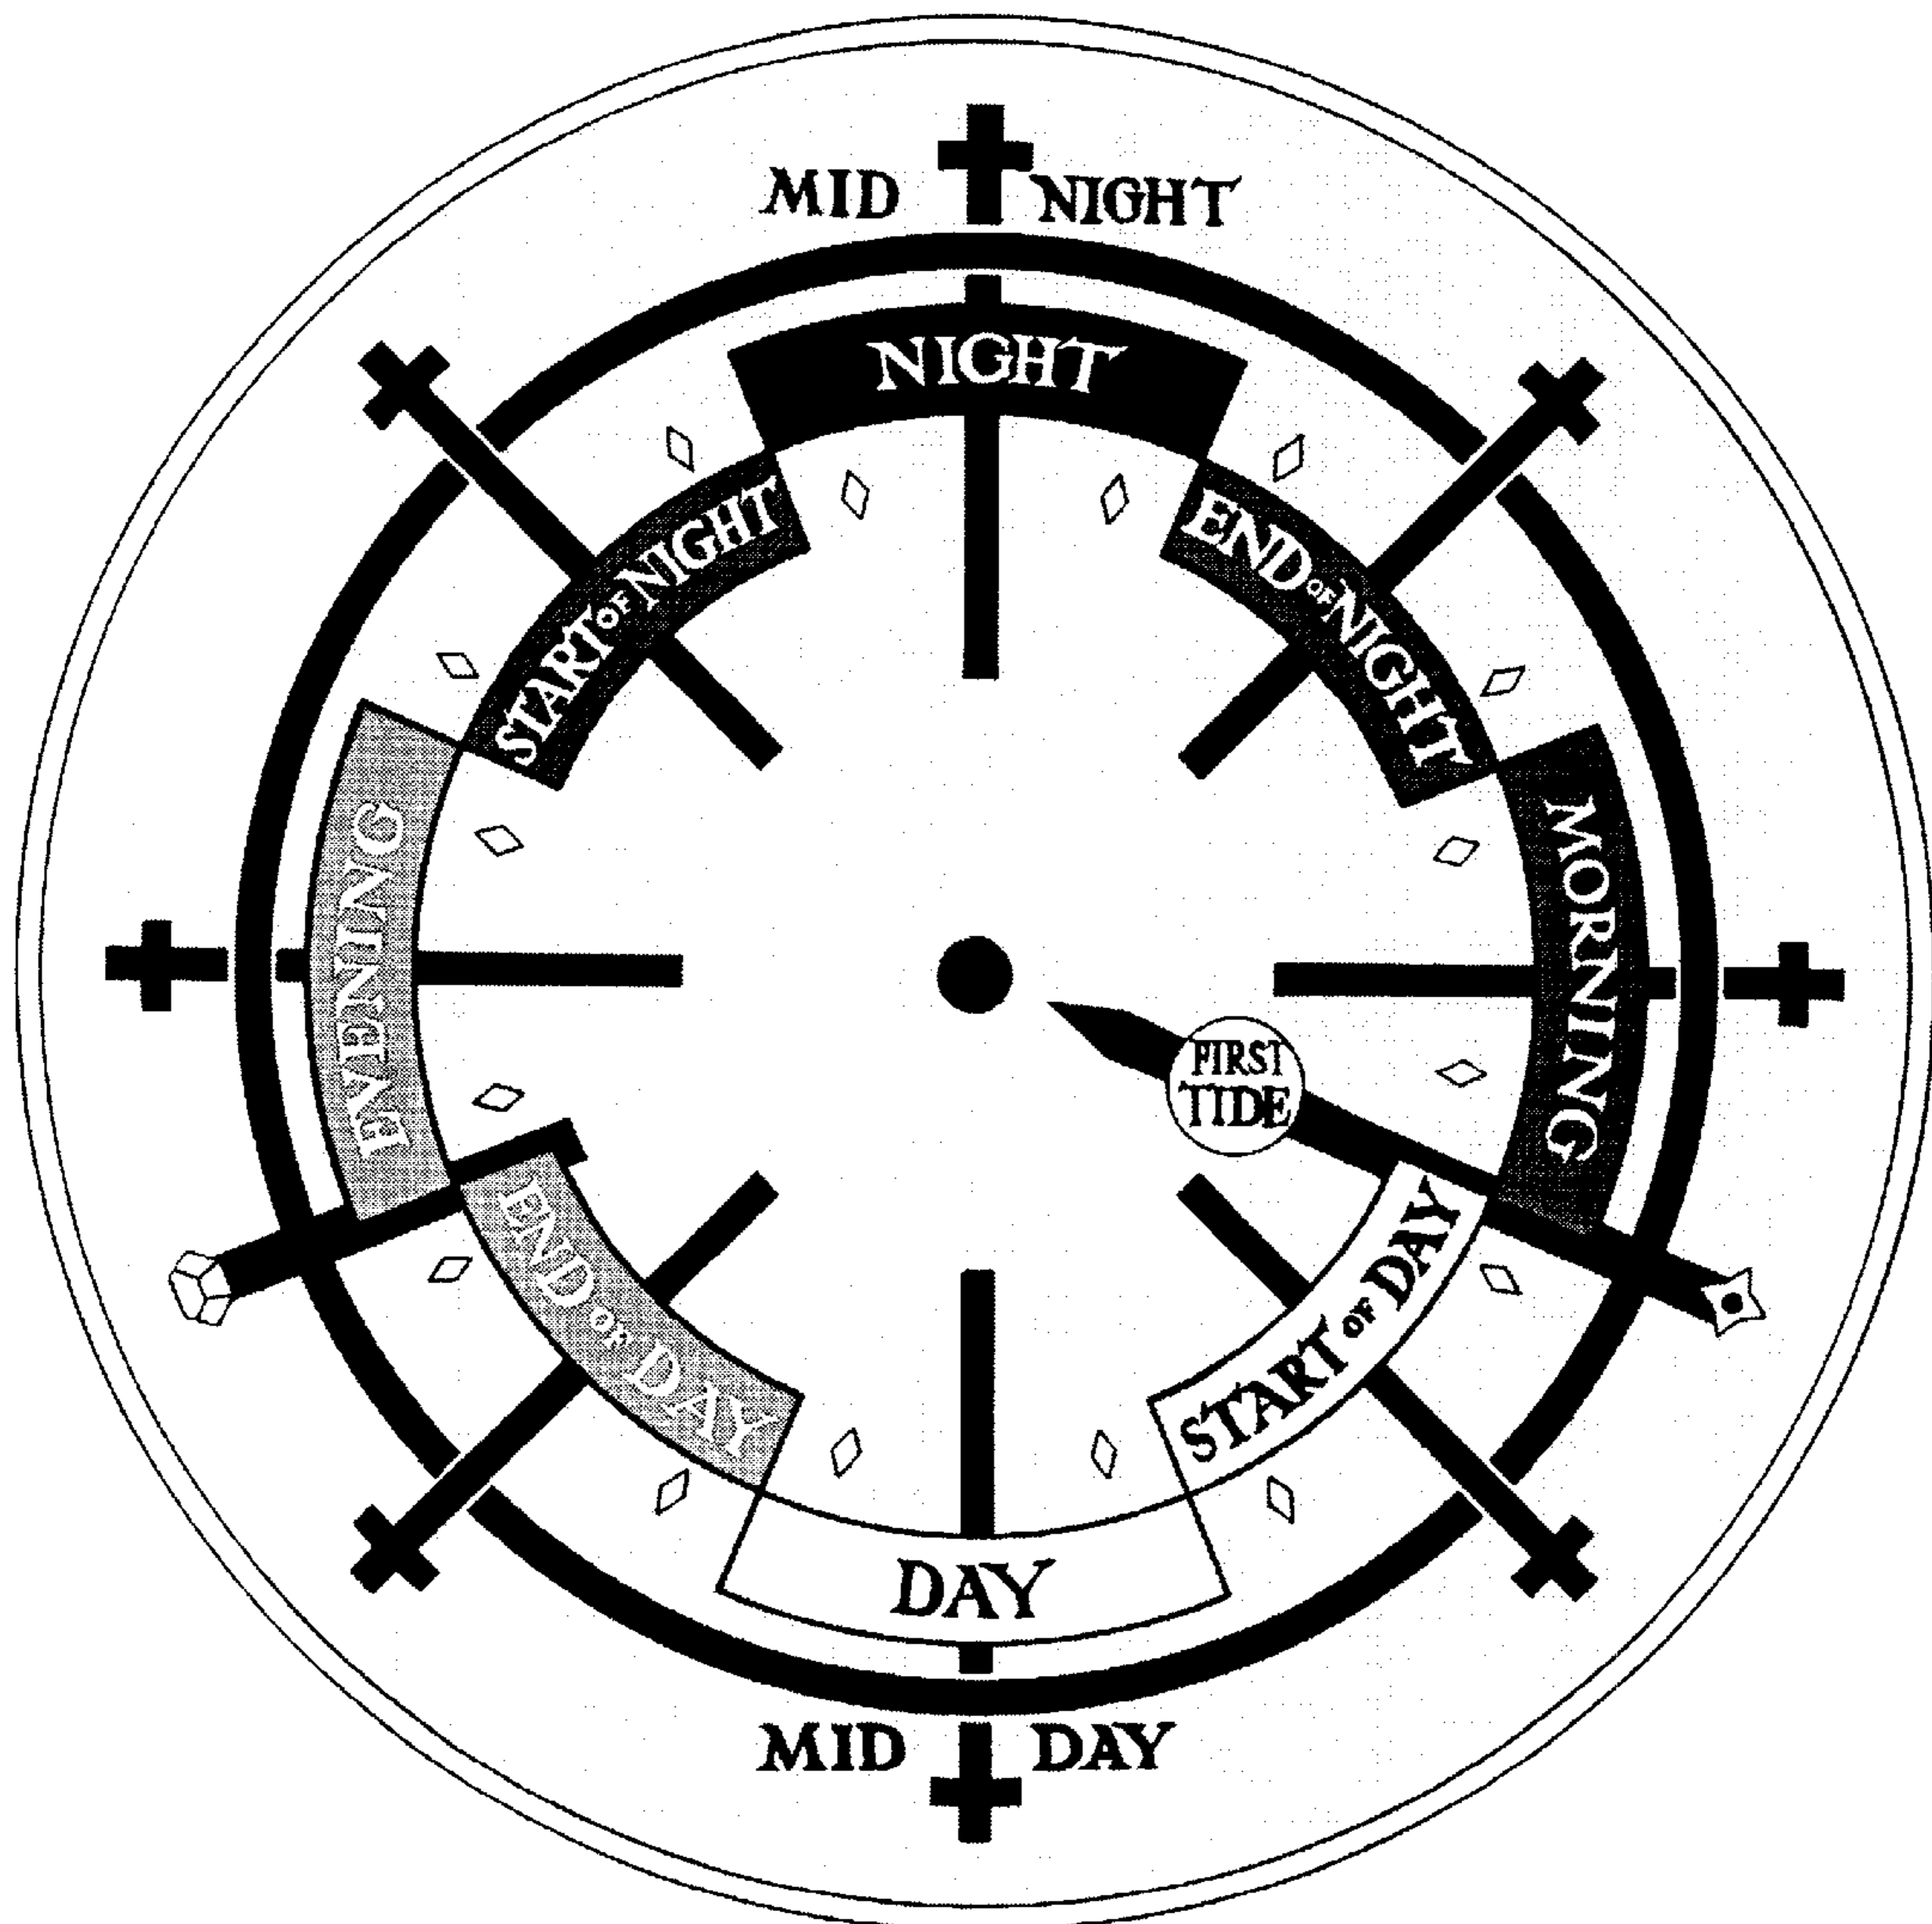 MID NIGHT
NIGHT
END OF NIGHT
MORNING
FIRST
TIDE
START OF DAY
DAY
MID DAY
END OF DAY
EVENING
START OF NIGHT